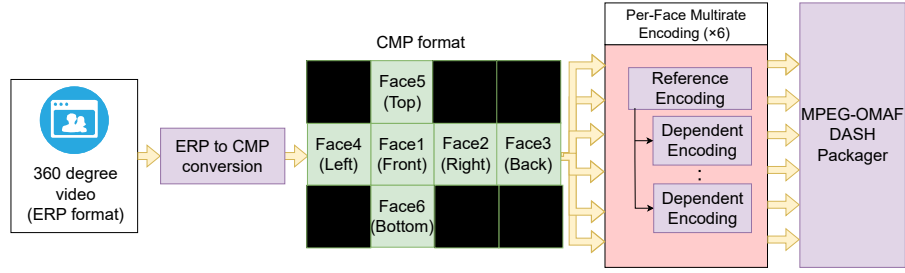 360 degree
video
(ERP format)
ERP to CMP
conversion
CMP format
Face5
(Top)
Face4
(Left)
Face1
(Front)
Face2
(Right)
Face3
(Back)
Face6
(Bottom)
Per-Face Multirate
Encoding (×6)
Reference
Encoding
Dependent
Encoding
:
Dependent
Encoding
MPEG-OMAF
DASH
Packager